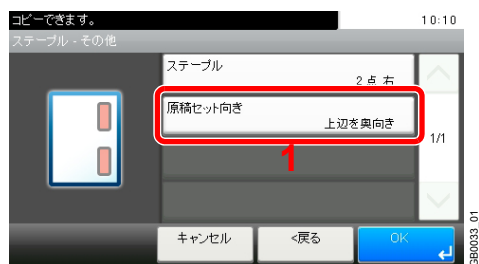 コピーできます。
10:10
ステープル - その他
ステープル
2点 右
原稿セット向き
上辺を奥向き
1
1/1
キャンセル
<戻る
OK
GB0033_01